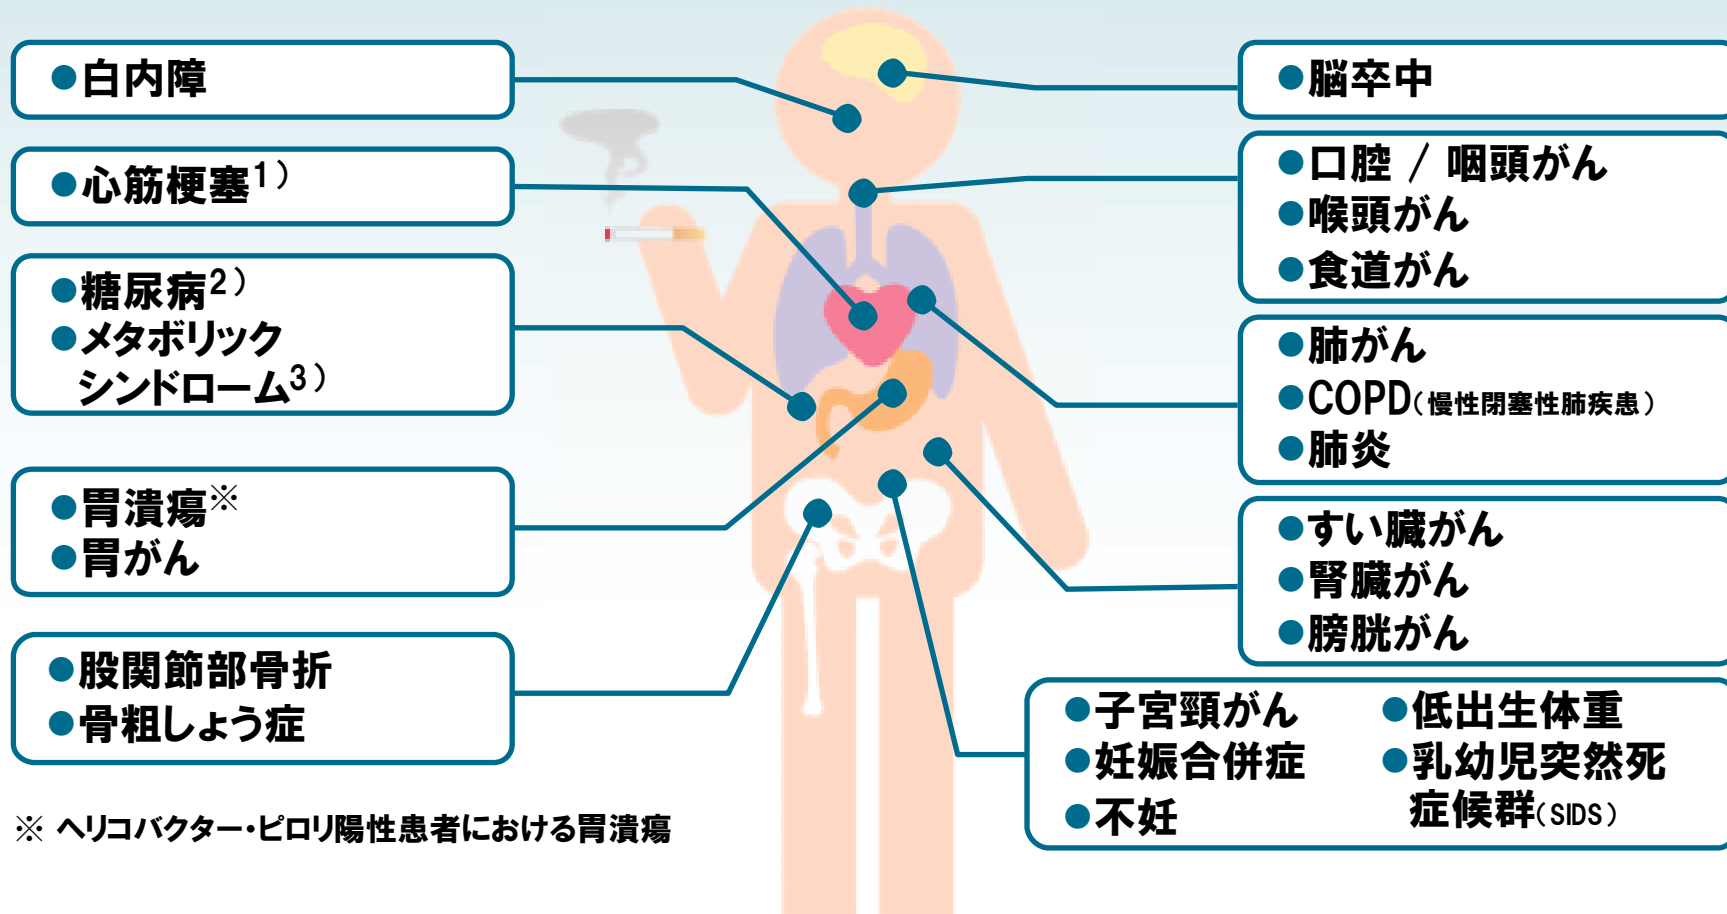 ●白内障
●心筋梗塞1)
●糖尿病2)
●メタボリック
シンドローム3)
●胃潰瘍※
●胃がん
●股関節部骨折
●骨粗しょう症
※ ヘリコバクター・ピロリ陽性患者における胃潰瘍
●脳卒中
●口腔 / 咽頭がん
●喉頭がん
●食道がん
●肺がん
●COPD(慢性閉塞性肺疾患)
●肺炎
●すい臓がん
●腎臓がん
●膀胱がん
●子宮頸がん
●妊娠合併症
●不妊
●低出生体重
●乳幼児突然死
症候群(SIDS)